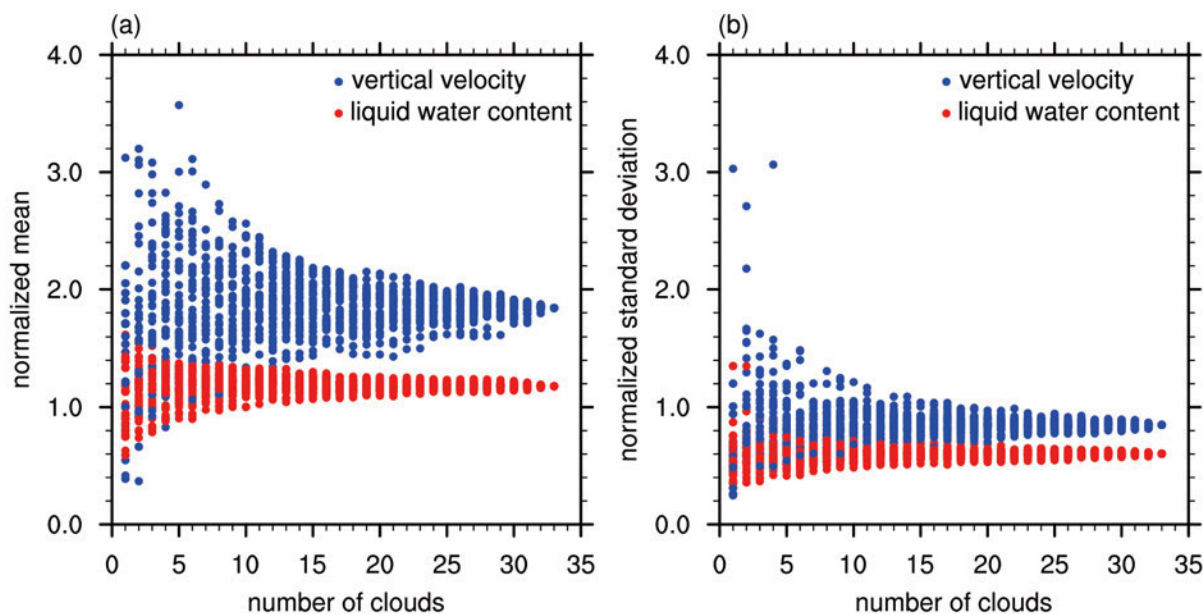 (a)
4.0
3.0
2.0
1.0
0.0
normalized mean
vertical velocity
liquid water content
0 5 10 15 20 25 30 35
number of clouds
(b)
4.0
3.0
2.0
1.0
0.0
normalized standard deviation
vertical velocity
liquid water content
0 5 10 15 20 25 30 35
number of clouds